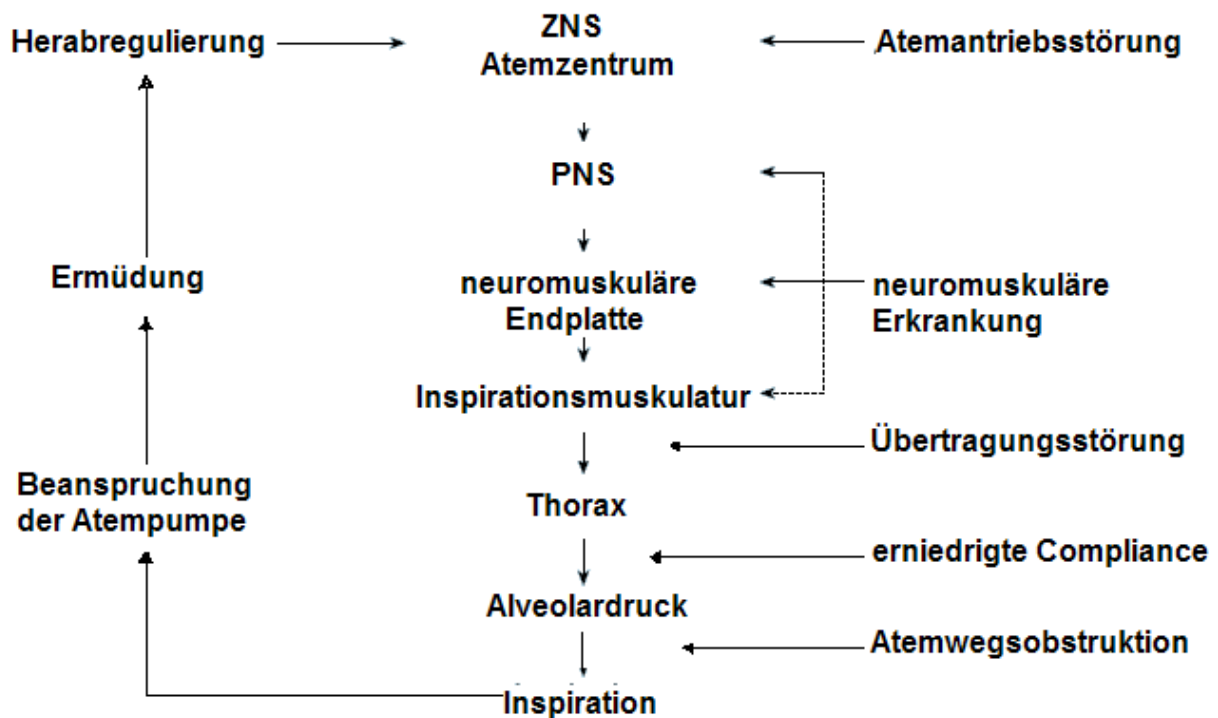 Herabregulierung
ZNS
Atemzentrum
Atemantriebsstörung
PNS
Ermüdung
neuromuskuläre
Endplatte
neuromuskuläre
Erkrankung
Inspirationsmuskulatur
Übertragungsstörung
Beanspruchung
der Atempumpe
Thorax
erniedrigte Compliance
Alveolardruck
Atemwegsobstruktion
Inspiration